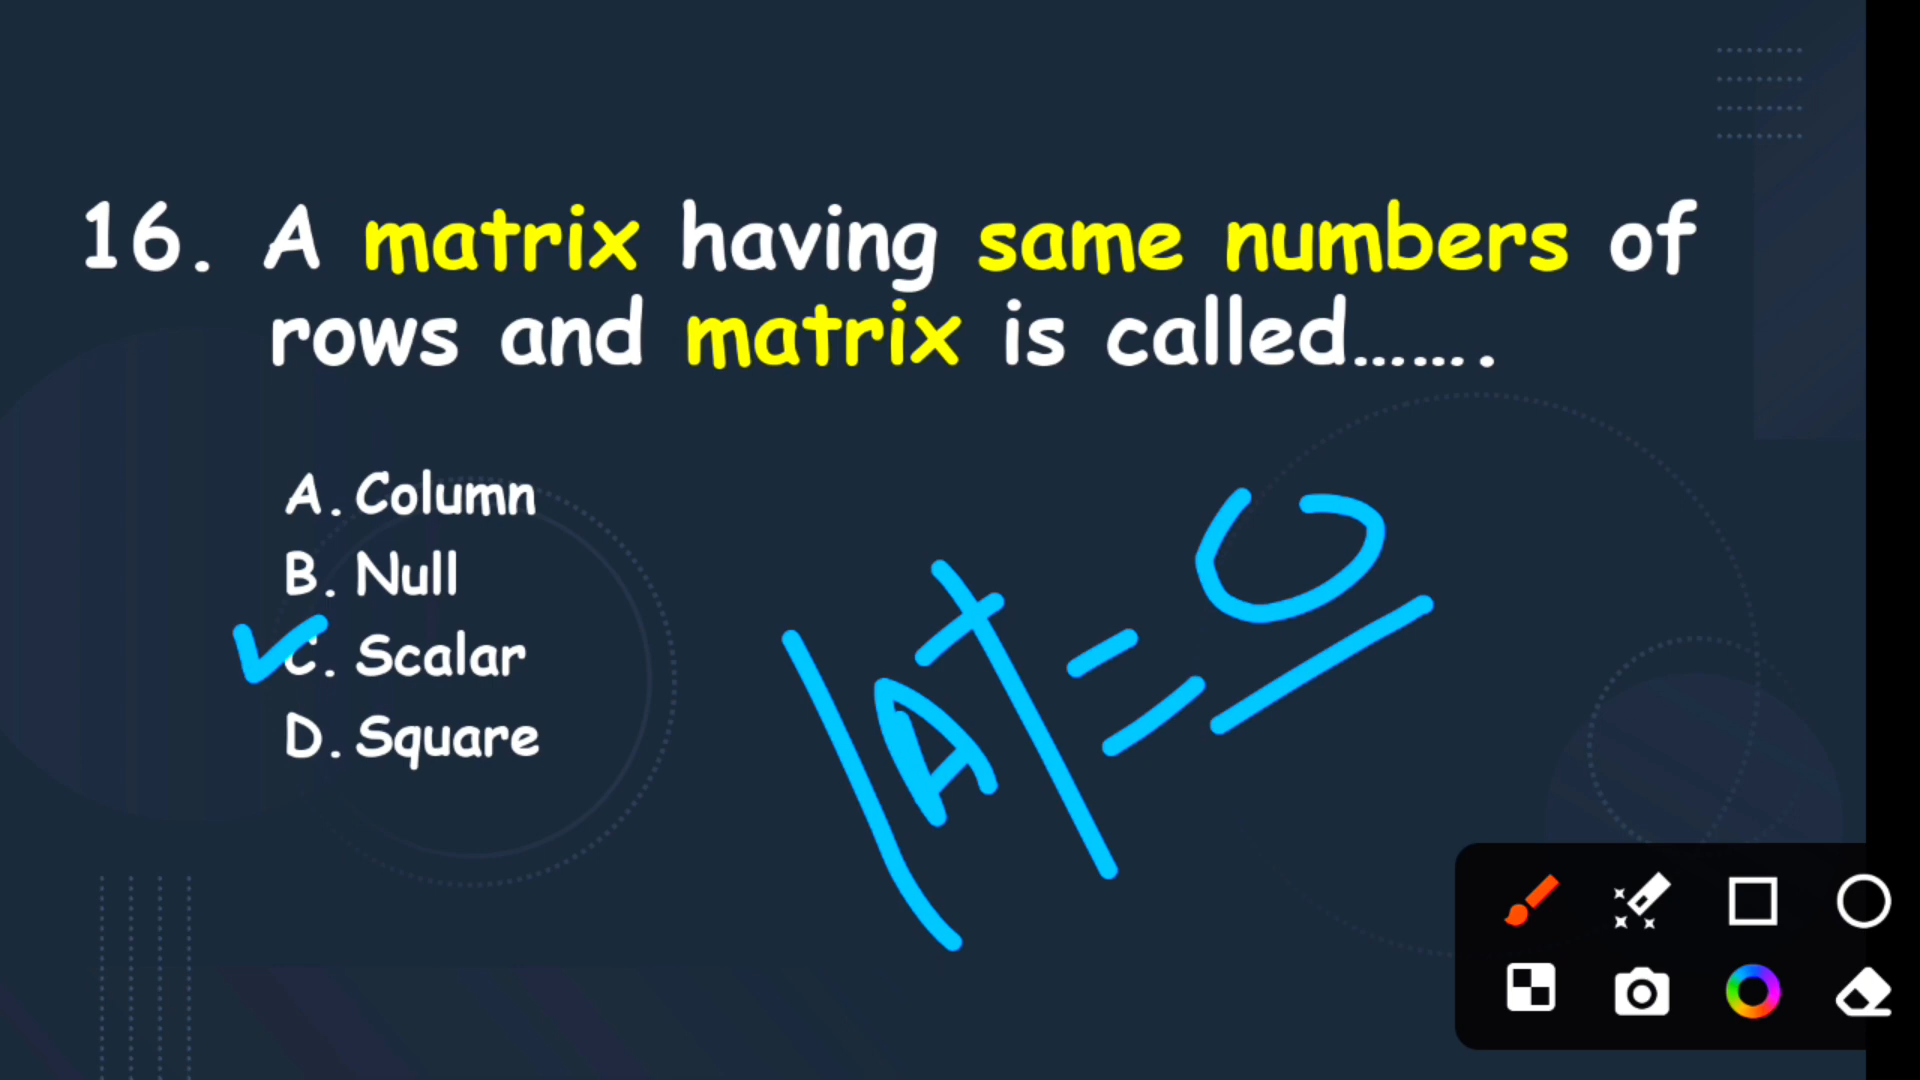 16. A matrix having same numbers of
rows and matrix is called.......
A. Column
B. Null
C. Scalar
D. Square
|A| = 0